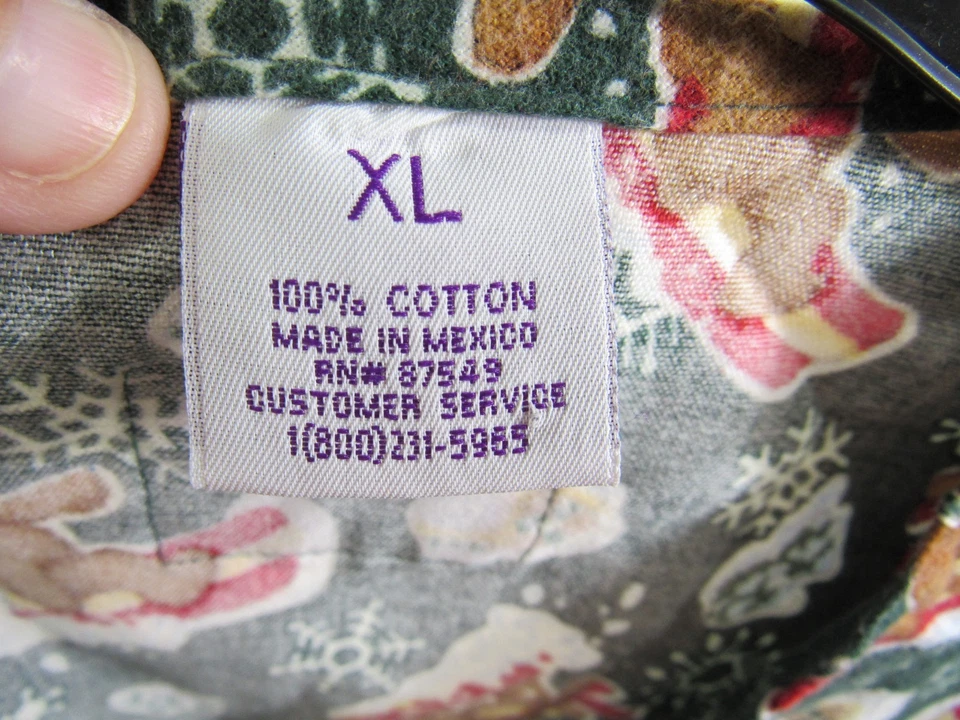 XL
100% COTTON
MADE IN MEXICO
RN# 87549
CUSTOMER SERVICE
1(800)231-5965